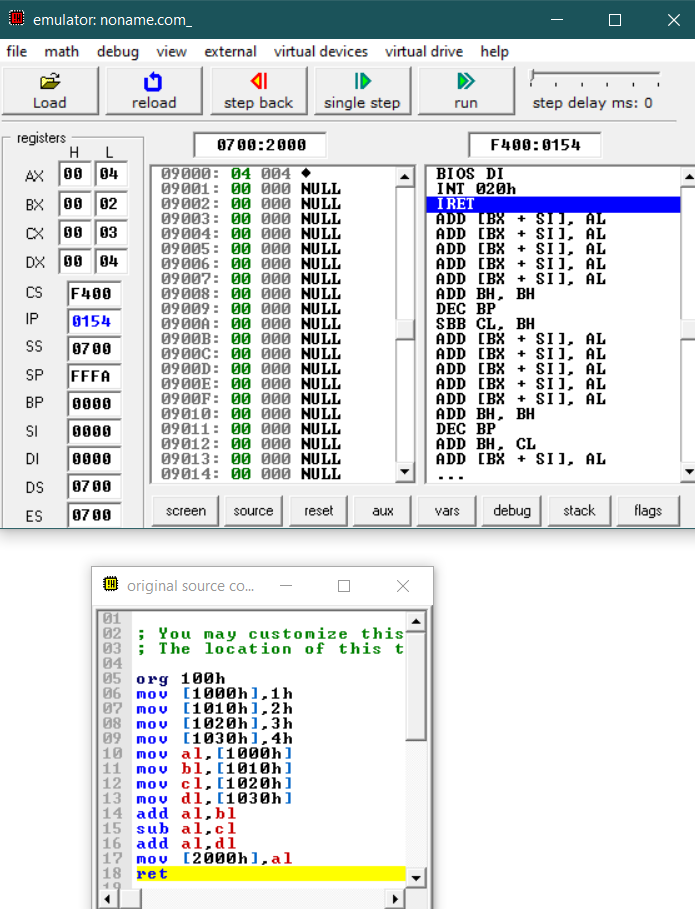 emulator: noname.com_
file math debug view external virtual devices virtual drive help
Load reload step back single step run step delay ms: 0
registers
H L
0700:2000
F400:0154
AX 00 04
BX 00 02
CX 00 03
DX 00 04
CS F400
IP 0154
SS 0700
SP FFFA
BP 0000
SI 0000
DI 0000
DS 0700
ES 0700
09000: 04 004 ♦
09001: 00 000 NULL
09002: 00 000 NULL
09003: 00 000 NULL
09004: 00 000 NULL
09005: 00 000 NULL
09006: 00 000 NULL
09007: 00 000 NULL
09008: 00 000 NULL
09009: 00 000 NULL
0900A: 00 000 NULL
0900B: 00 000 NULL
0900C: 00 000 NULL
0900D: 00 000 NULL
0900E: 00 000 NULL
0900F: 00 000 NULL
09010: 00 000 NULL
09011: 00 000 NULL
09012: 00 000 NULL
09013: 00 000 NULL
09014: 00 000 NULL
BIOS DI
INT 020h
IRET
ADD [BX + SI], AL
ADD [BX + SI], AL
ADD [BX + SI], AL
ADD [BX + SI], AL
ADD [BX + SI], AL
ADD BH, BH
DEC BP
SBB CL, BH
ADD [BX + SI], AL
ADD [BX + SI], AL
ADD [BX + SI], AL
ADD [BX + SI], AL
ADD [BX + SI], AL
ADD BH, BH
DEC BP
ADD BH, CL
ADD [BX + SI], AL
...
screen source reset aux vars debug stack flags
original source co...
01
02 ; You may customize this
03 ; The location of this t
04
05 org 100h
06 mov [1000h],1h
07 mov [1010h],2h
08 mov [1020h],3h
09 mov [1030h],4h
10 mov al,[1000h]
11 mov bl,[1010h]
12 mov cl,[1020h]
13 mov dl,[1030h]
14 add al,bl
15 sub al,cl
16 add al,dl
17 mov [2000h],al
18 ret
19